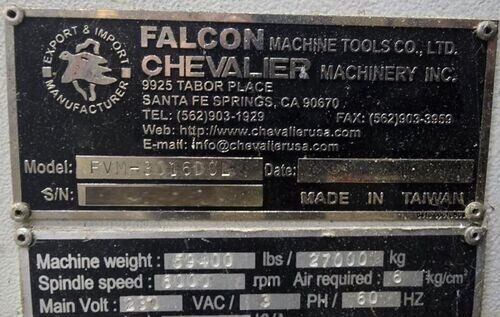 EXPORT & IMPORT
MANUFACTURER
FALCON MACHINE TOOLS CO., LTD.
CHEVALIER MACHINERY INC.
9925 TABOR PLACE
SANTA FE SPRINGS, CA 90670
TEL: (562)903-1929 FAX: (562)903-3959
Web: http://www.chevalierusa.com
E-mail: info@chevalierusa.com
Model: Date:
S/N: MADE IN TAIWAN
Machine weight: 59400 lbs / 27000 kg
Spindle speed: 6000 rpm Air required: 6 kg/cm²
Main Volt: 230 VAC / 3 PH / 60 HZ